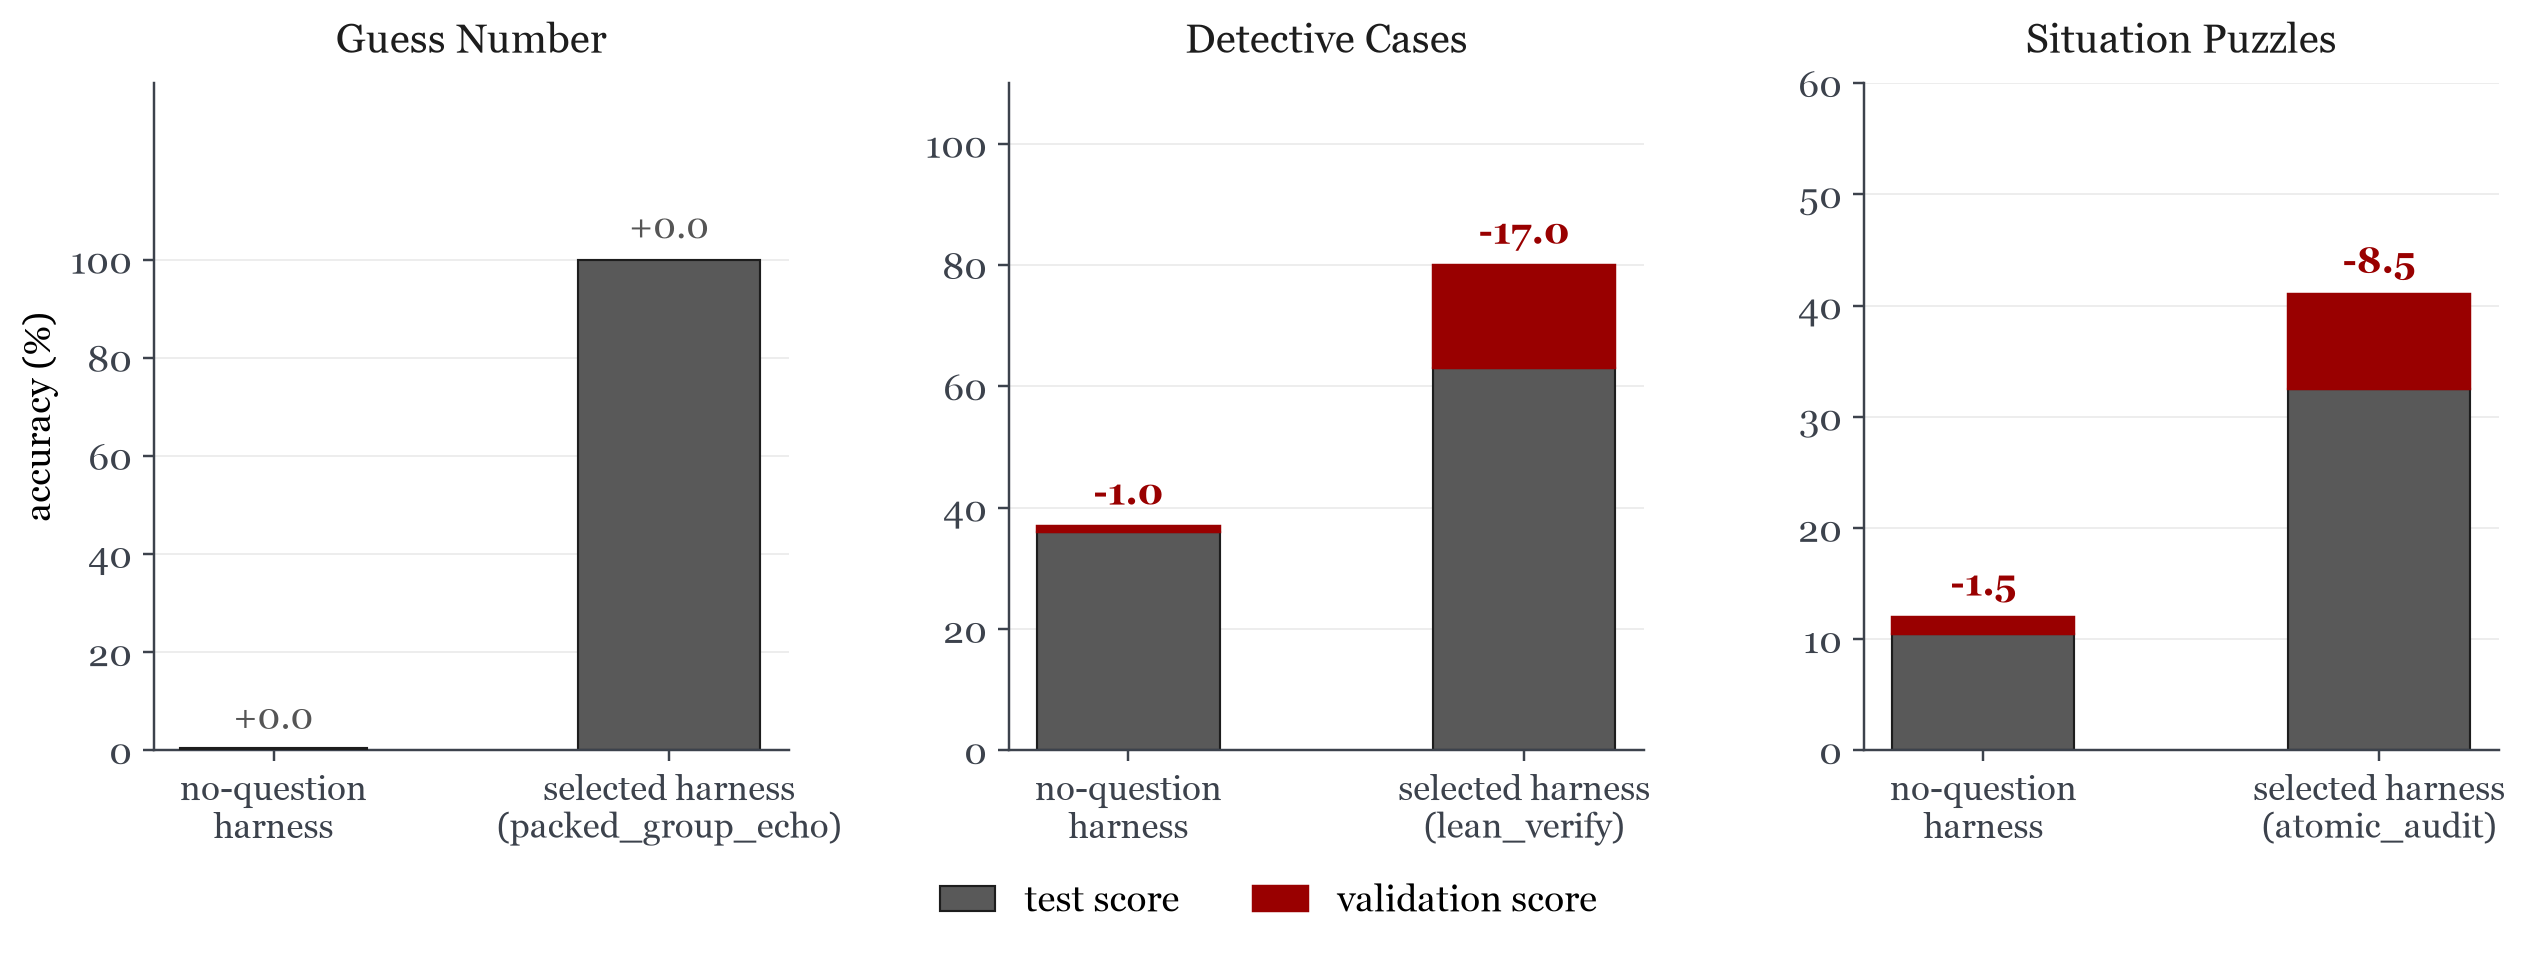 Guess Number
accuracy (%)
100
80
60
40
20
0
+0.0
+0.0
no-question
harness
selected harness
(packed_group_echo)
Detective Cases
100
80
60
40
20
0
-1.0
-17.0
no-question
harness
selected harness
(lean_verify)
Situation Puzzles
60
50
40
30
20
10
0
-1.5
-8.5
no-question
harness
selected harness
(atomic_audit)
test score
validation score